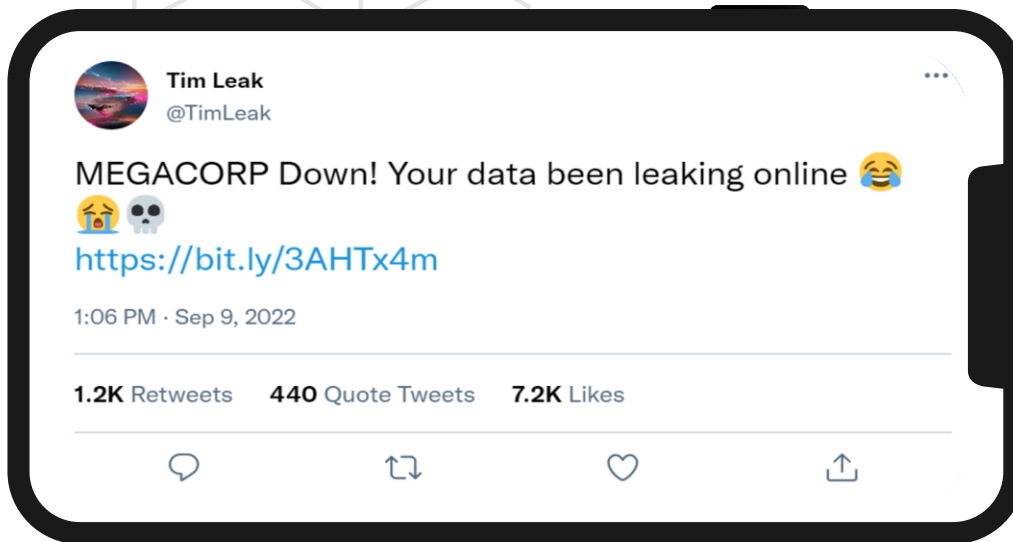 Tim Leak
@TimLeak
MEGACORP Down! Your data been leaking online 😂
😭💀
https://bit.ly/3AHTx4m
1:06 PM · Sep 9, 2022
1.2K Retweets 440 Quote Tweets 7.2K Likes